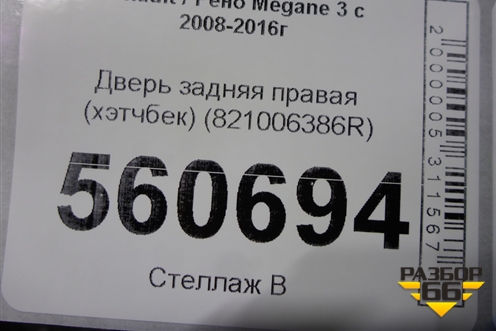 Рено Megane 3 с
2008-2016г
Дверь задняя правая
(хэтчбек) (821006386R)
560694
Стеллаж В
2000005311567
РАЗБОР
66